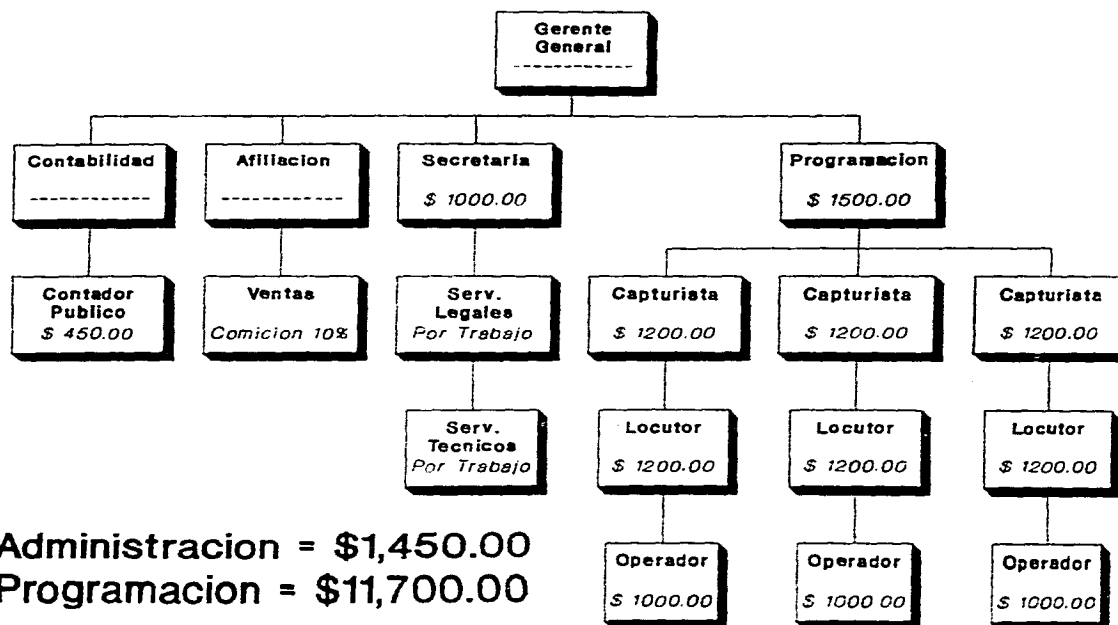 Gerente
General
------------
Contabilidad
------------
Afiliacion
------------
Secretaria
$ 1000.00
Programacion
$ 1500.00
Contador
Publico
$ 450.00
Ventas
Comicion 10%
Serv.
Legales
Por Trabajo
Capturista
$ 1200.00
Capturista
$ 1200.00
Capturista
$ 1200.00
Serv.
Tecnicos
Por Trabajo
Locutor
$ 1200.00
Locutor
$ 1200.00
Locutor
$ 1200.00
Operador
$ 1000.00
Operador
$ 1000 00
Operador
$ 1000.00
Administracion = $1,450.00
Programacion = $11,700.00